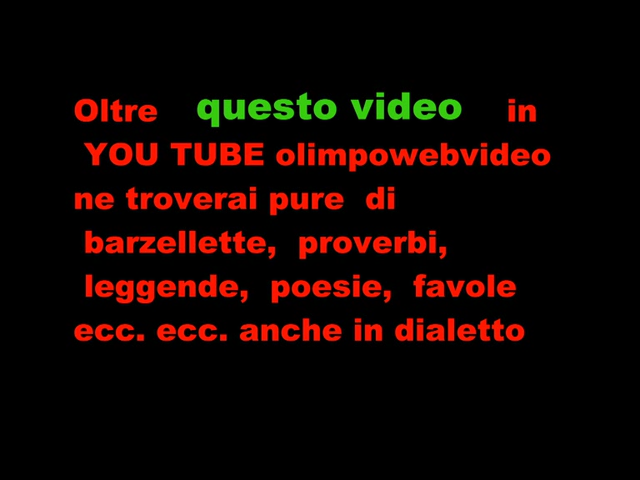 Oltre questo video in
YOU TUBE olimpowebvideo
ne troverai pure di
barzellette, proverbi,
leggende, poesie, favole
ecc. ecc. anche in dialetto